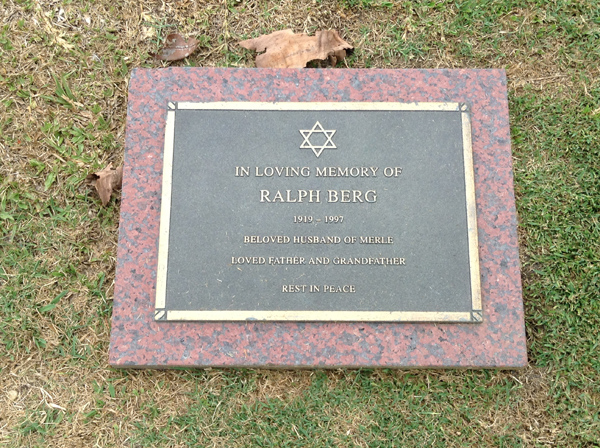 IN LOVING MEMORY OF
RALPH BERG
1919 – 1997
BELOVED HUSBAND OF MERLE
LOVED FATHER AND GRANDFATHER
REST IN PEACE